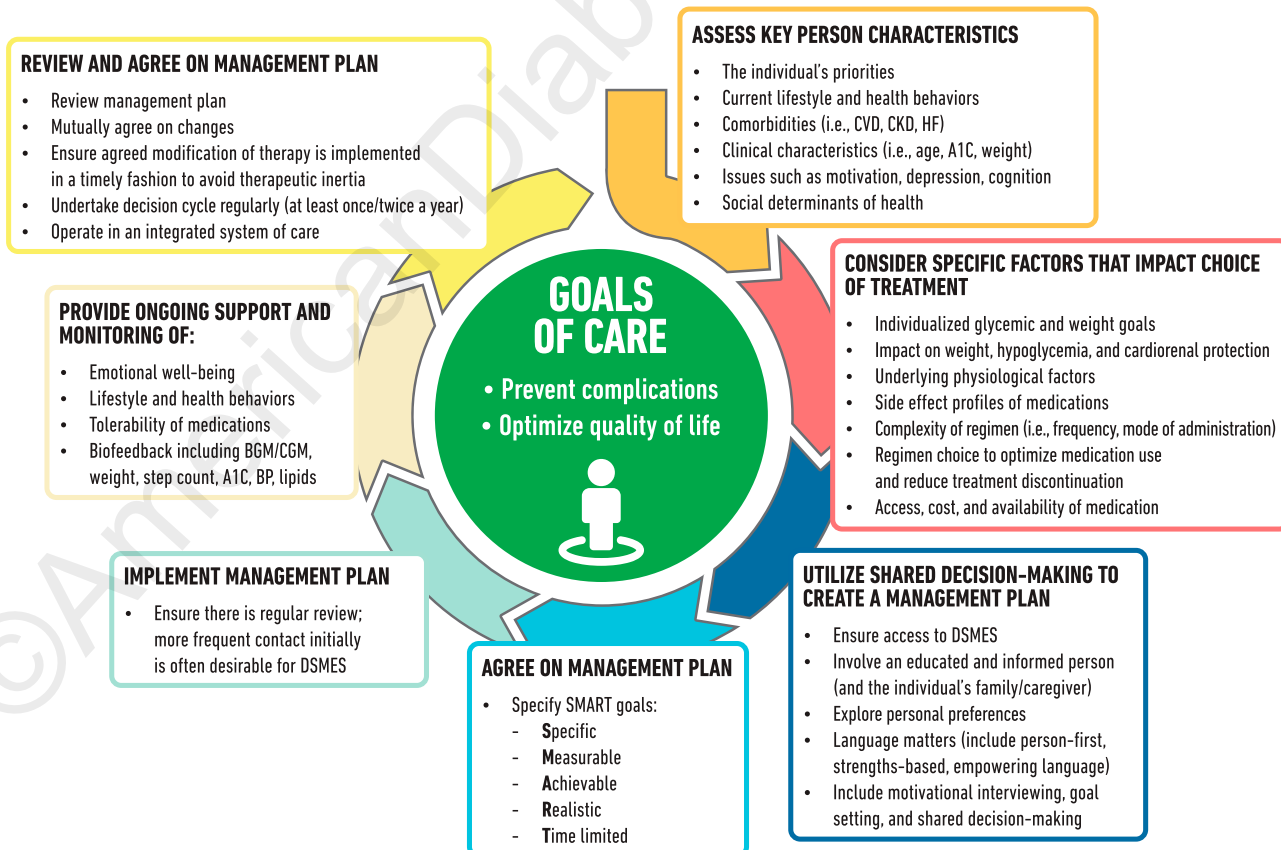 ©AmericanDiab
REVIEW AND AGREE ON MANAGEMENT PLAN
• Review management plan
• Mutually agree on changes
• Ensure agreed modification of therapy is implemented
in a timely fashion to avoid therapeutic inertia
• Undertake decision cycle regularly (at least once/twice a year)
• Operate in an integrated system of care
ASSESS KEY PERSON CHARACTERISTICS
• The individual's priorities
• Current lifestyle and health behaviors
• Comorbidities (i.e., CVD, CKD, HF)
• Clinical characteristics (i.e., age, A1C, weight)
• Issues such as motivation, depression, cognition
• Social determinants of health
CONSIDER SPECIFIC FACTORS THAT IMPACT CHOICE
OF TREATMENT
• Individualized glycemic and weight goals
• Impact on weight, hypoglycemia, and cardiorenal protection
• Underlying physiological factors
• Side effect profiles of medications
• Complexity of regimen (i.e., frequency, mode of administration)
• Regimen choice to optimize medication use
and reduce treatment discontinuation
• Access, cost, and availability of medication
GOALS
OF CARE
• Prevent complications
• Optimize quality of life
PROVIDE ONGOING SUPPORT AND
MONITORING OF:
• Emotional well-being
• Lifestyle and health behaviors
• Tolerability of medications
• Biofeedback including BGM/CGM,
weight, step count, A1C, BP, lipids
IMPLEMENT MANAGEMENT PLAN
• Ensure there is regular review;
more frequent contact initially
is often desirable for DSMES
AGREE ON MANAGEMENT PLAN
• Specify SMART goals:
- Specific
- Measurable
- Achievable
- Realistic
- Time limited
UTILIZE SHARED DECISION-MAKING TO
CREATE A MANAGEMENT PLAN
• Ensure access to DSMES
• Involve an educated and informed person
(and the individual's family/caregiver)
• Explore personal preferences
• Language matters (include person-first,
strengths-based, empowering language)
• Include motivational interviewing, goal
setting, and shared decision-making